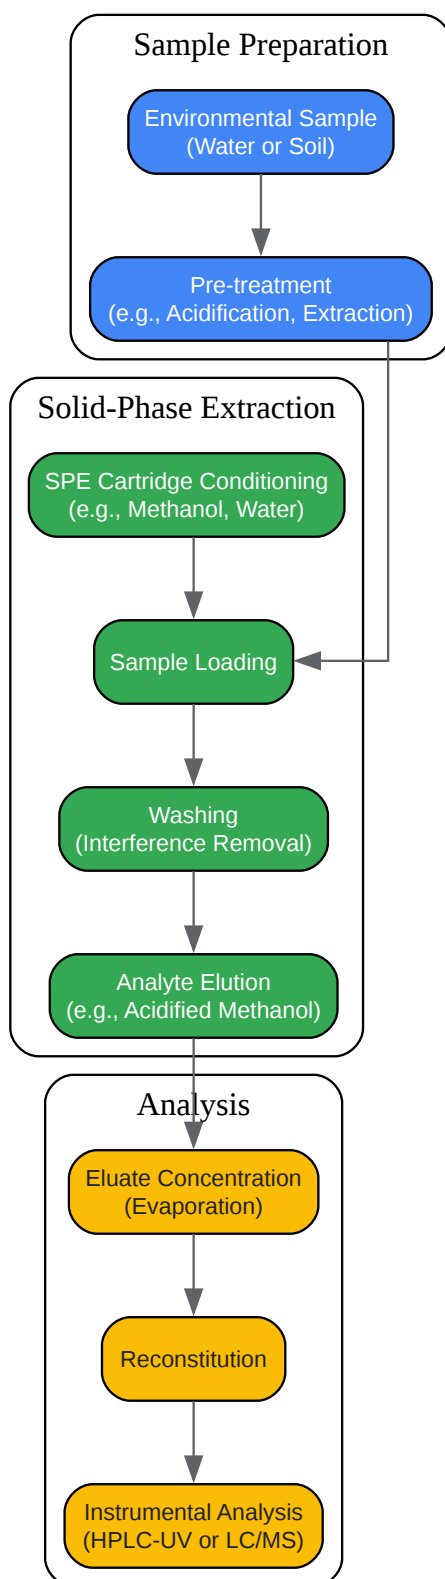 Sample Preparation
Environmental Sample
(Water or Soil)
Pre-treatment
(e.g., Acidification, Extraction)
Solid-Phase Extraction
SPE Cartridge Conditioning
(e.g., Methanol, Water)
Sample Loading
Washing
(Interference Removal)
Analyte Elution
(e.g., Acidified Methanol)
Analysis
Eluate Concentration
(Evaporation)
Reconstitution
Instrumental Analysis
(HPLC-UV or LC/MS)